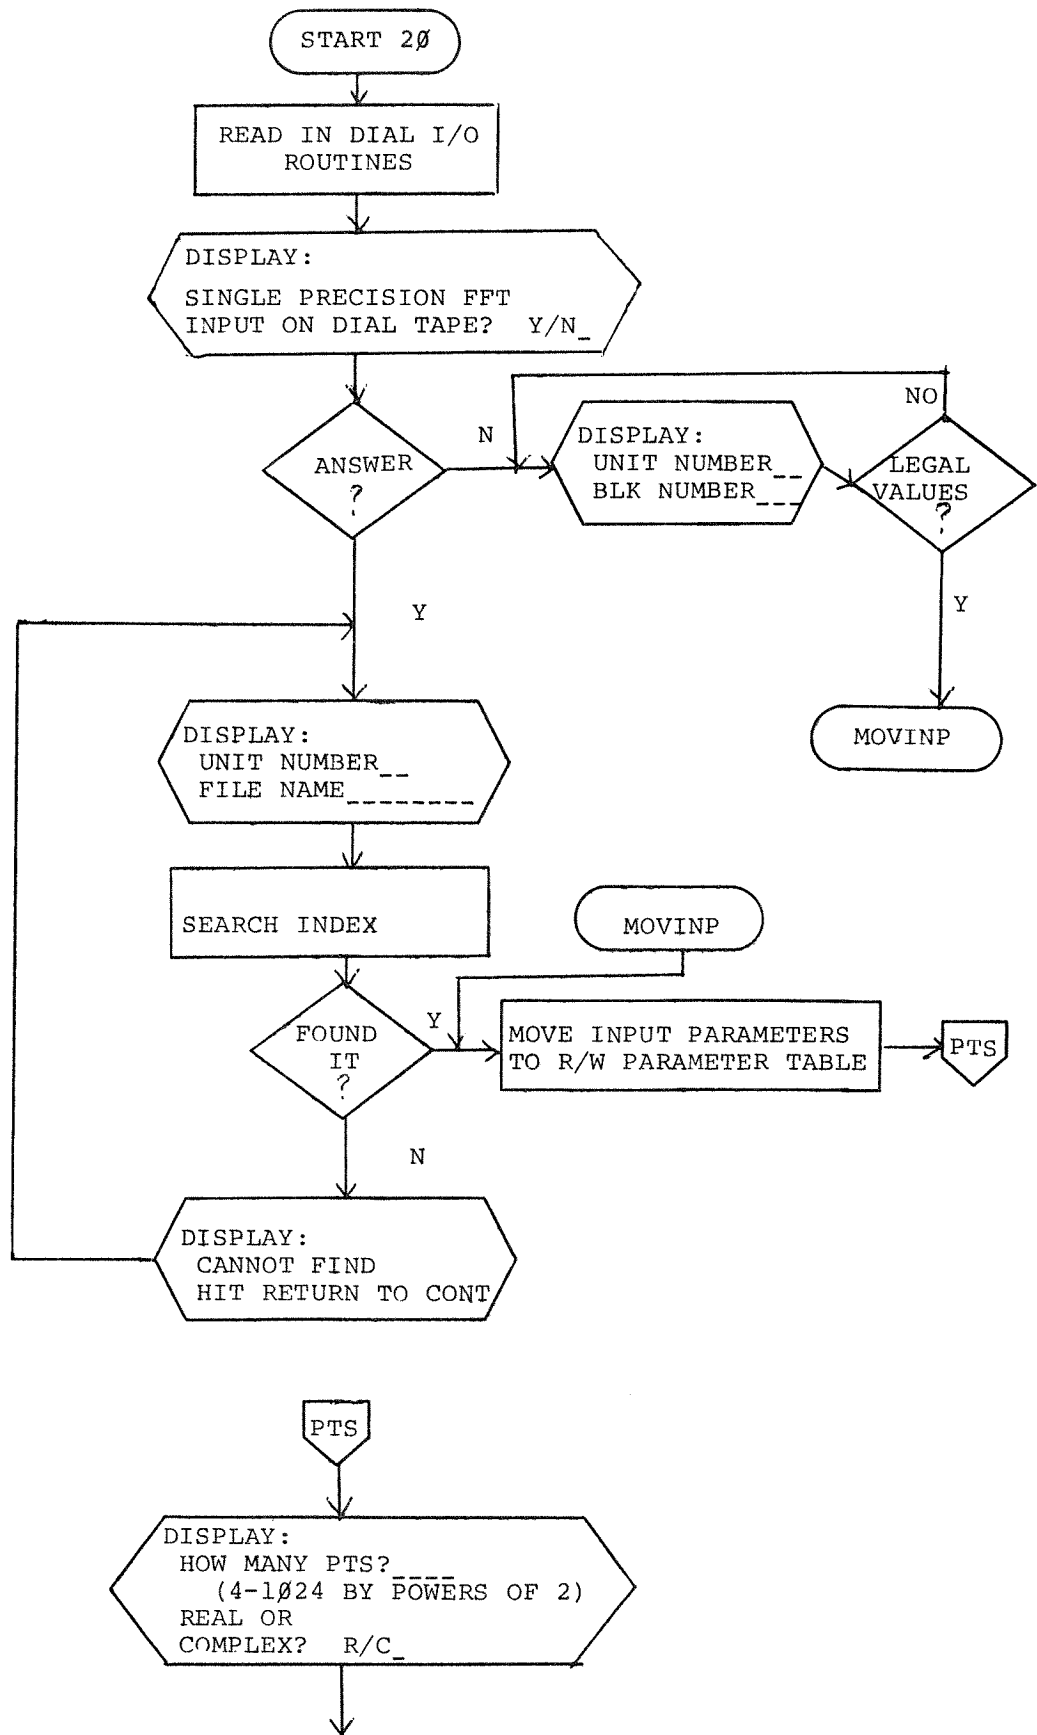 START 2Ø
READ IN DIAL I/O
ROUTINES
DISPLAY:
SINGLE PRECISION FFT
INPUT ON DIAL TAPE? Y/N_
ANSWER
?
N
DISPLAY:
UNIT NUMBER__
BLK NUMBER___
NO
LEGAL
VALUES
?
Y
Y
MOVINP
DISPLAY:
UNIT NUMBER__
FILE NAME________
SEARCH INDEX
MOVINP
FOUND
IT
?
Y
MOVE INPUT PARAMETERS
TO R/W PARAMETER TABLE
PTS
N
DISPLAY:
CANNOT FIND
HIT RETURN TO CONT
PTS
DISPLAY:
HOW MANY PTS?____
(4-1Ø24 BY POWERS OF 2)
REAL OR
COMPLEX? R/C_